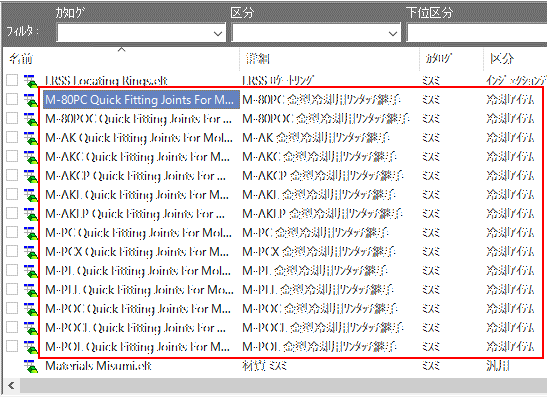 カタログ 区分 下位区分
フィルタ:
名前 詳細 カタログ 区分
LRSS Locating Rings.elt LRSS ロケートリング ミスミ
M-80PC Quick Fitting Joints For M... M-80PC 金型冷却用ワンタッチ継手 ミスミ 冷却アイテム
M-80POC Quick Fitting Joints For ... M-80POC 金型冷却用ワンタッチ継手 ミスミ 冷却アイテム
M-AK Quick Fitting Joints For Mol... M-AK 金型冷却用ワンタッチ継手 ミスミ 冷却アイテム
M-AKC Quick Fitting Joints For M... M-AKC 金型冷却用ワンタッチ継手 ミスミ 冷却アイテム
M-AKCP Quick Fitting Joints For ... M-AKCP 金型冷却用ワンタッチ継手 ミスミ 冷却アイテム
M-AKL Quick Fitting Joints For M... M-AKL 金型冷却用ワンタッチ継手 ミスミ 冷却アイテム
M-AKLP Quick Fitting Joints For ... M-AKLP 金型冷却用ワンタッチ継手 ミスミ 冷却アイテム
M-PC Quick Fitting Joints For Mol... M-PC 金型冷却用ワンタッチ継手 ミスミ 冷却アイテム
M-PCX Quick Fitting Joints For M... M-PCX 金型冷却用ワンタッチ継手 ミスミ 冷却アイテム
M-PL Quick Fitting Joints For Mol... M-PL 金型冷却用ワンタッチ継手 ミスミ 冷却アイテム
M-PLL Quick Fitting Joints For Mo... M-PLL 金型冷却用ワンタッチ継手 ミスミ 冷却アイテム
M-POC Quick Fitting Joints For M... M-POC 金型冷却用ワンタッチ継手 ミスミ 冷却アイテム
M-POCL Quick Fitting Joints For ... M-POCL 金型冷却用ワンタッチ継手 ミスミ 冷却アイテム
M-POL Quick Fitting Joints For M... M-POL 金型冷却用ワンタッチ継手 ミスミ 冷却アイテム
Materials Misumi.elt 材質 ミスミ ミスミ 汎用